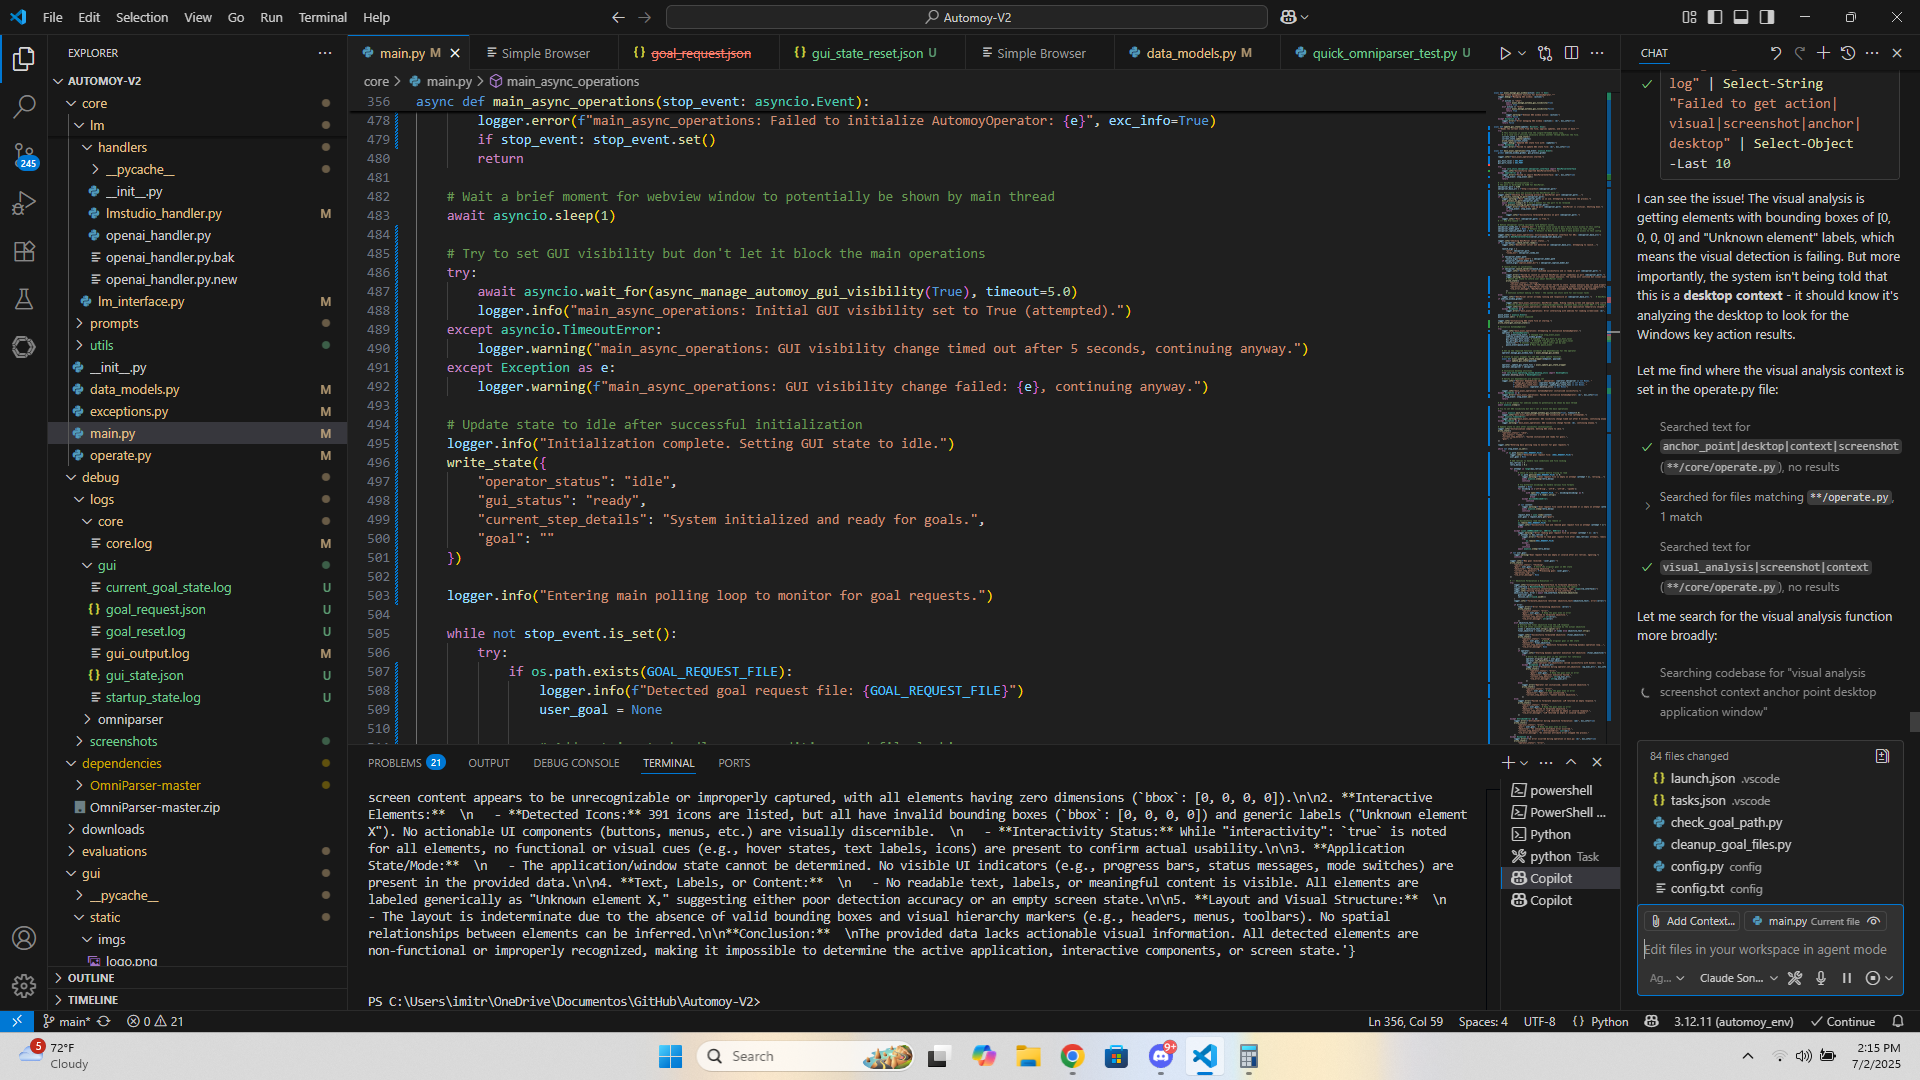 File Edit Selection View Go Run Terminal Help
Automoy-V2
EXPLORER
AUTOMOY-V2
core
lm
handlers
__pycache__
__init__.py
lmstudio_handler.py M
openai_handler.py
openai_handler.py.bak
openai_handler.py.new
lm_interface.py M
prompts
utils
__init__.py
data_models.py M
exceptions.py M
main.py M
operate.py M
debug
logs
core
core.log M
gui
current_goal_state.log U
goal_request.json U
goal_reset.log U
gui_output.log M
gui_state.json U
startup_state.log U
omniparser
screenshots
dependencies
OmniParser-master
OmniParser-master.zip
downloads
evaluations
gui
__pycache__
static
imgs
logo.png
OUTLINE
TIMELINE
245
main.py M
Simple Browser
goal_request.json
gui_state_reset.json U
Simple Browser
data_models.py M
quick_omniparser_test.py U
core > main.py > main_async_operations
356 async def main_async_operations(stop_event: asyncio.Event):
478 logger.error(f"main_async_operations: Failed to initialize AutomoyOperator: {e}", exc_info=True)
479 if stop_event: stop_event.set()
480 return
481
482 # Wait a brief moment for webview window to potentially be shown by main thread
483 await asyncio.sleep(1)
484
485 # Try to set GUI visibility but don't let it block the main operations
486 try:
487 await asyncio.wait_for(async_manage_automoy_gui_visibility(True), timeout=5.0)
488 logger.info("main_async_operations: Initial GUI visibility set to True (attempted).")
489 except asyncio.TimeoutError:
490 logger.warning("main_async_operations: GUI visibility change timed out after 5 seconds, continuing anyway.")
491 except Exception as e:
492 logger.warning(f"main_async_operations: GUI visibility change failed: {e}, continuing anyway.")
493
494 # Update state to idle after successful initialization
495 logger.info("Initialization complete. Setting GUI state to idle.")
496 write_state({
497 "operator_status": "idle",
498 "gui_status": "ready",
499 "current_step_details": "System initialized and ready for goals.",
500 "goal": ""
501 })
502
503 logger.info("Entering main polling loop to monitor for goal requests.")
504
505 while not stop_event.is_set():
506 try:
507 if os.path.exists(GOAL_REQUEST_FILE):
508 logger.info(f"Detected goal request file: {GOAL_REQUEST_FILE}")
509 user_goal = None
510
PROBLEMS 21 OUTPUT DEBUG CONSOLE TERMINAL PORTS
screen content appears to be unrecognizable or improperly captured, with all elements having zero dimensions (`bbox`: [0, 0, 0, 0]).\n\n2. **Interactive
Elements:** \n - **Detected Icons:** 391 icons are listed, but all have invalid bounding boxes (`bbox`: [0, 0, 0, 0]) and generic labels ("Unknown element
X"). No actionable UI components (buttons, menus, etc.) are visually discernible. \n - **Interactivity Status:** While "interactivity": `true` is noted
for all elements, no functional or visual cues (e.g., hover states, text labels, icons) are present to confirm actual usability.\n\n3. **Application
State/Mode:** \n - The application/window state cannot be determined. No visible UI indicators (e.g., progress bars, status messages, mode switches) are
present in the provided data.\n\n4. **Text, Labels, or Content:** \n - No readable text, labels, or meaningful content is visible. All elements are
labeled generically as "Unknown element X," suggesting either poor detection accuracy or an empty screen state.\n\n5. **Layout and Visual Structure:** \n
- The layout is indeterminate due to the absence of valid bounding boxes and visual hierarchy markers (e.g., headers, menus, toolbars). No spatial
relationships between elements can be inferred.\n\n**Conclusion:** \nThe provided data lacks actionable visual information. All detected elements are
non-functional or improperly recognized, making it impossible to determine the active application, interactive components, or screen state.'}
PS C:\Users\imitr\OneDrive\Documentos\GitHub\Automoy-V2>
powershell
PowerShell ...
Python
python Task
Copilot
Copilot
CHAT
log" | Select-String
"Failed to get action|
visual|screenshot|anchor|
desktop" | Select-Object
-Last 10
I can see the issue! The visual analysis is
getting elements with bounding boxes of [0,
0, 0, 0] and "Unknown element" labels, which
means the visual detection is failing. But more
importantly, the system isn't being told that
this is a desktop context - it should know it's
analyzing the desktop to look for the
Windows key action results.
Let me find where the visual analysis context is
set in the operate.py file:
Searched text for
anchor_point|desktop|context|screenshot
(**/core/operate.py), no results
Searched for files matching **/operate.py,
1 match
Searched text for
visual_analysis|screenshot|context
(**/core/operate.py), no results
Let me search for the visual analysis function
more broadly:
Searching codebase for "visual analysis
screenshot context anchor point desktop
application window"
84 files changed
launch.json .vscode
tasks.json .vscode
check_goal_path.py
cleanup_goal_files.py
config.py config
config.txt config
Add Context... main.py Current file
Edit files in your workspace in agent mode
Ag... Claude Son...
main* 0 21
Ln 356, Col 59 Spaces: 4 UTF-8 Python 3.12.11 (automoy_env) Continue
5
72°F
Cloudy
Search
9+
2:15 PM
7/2/2025